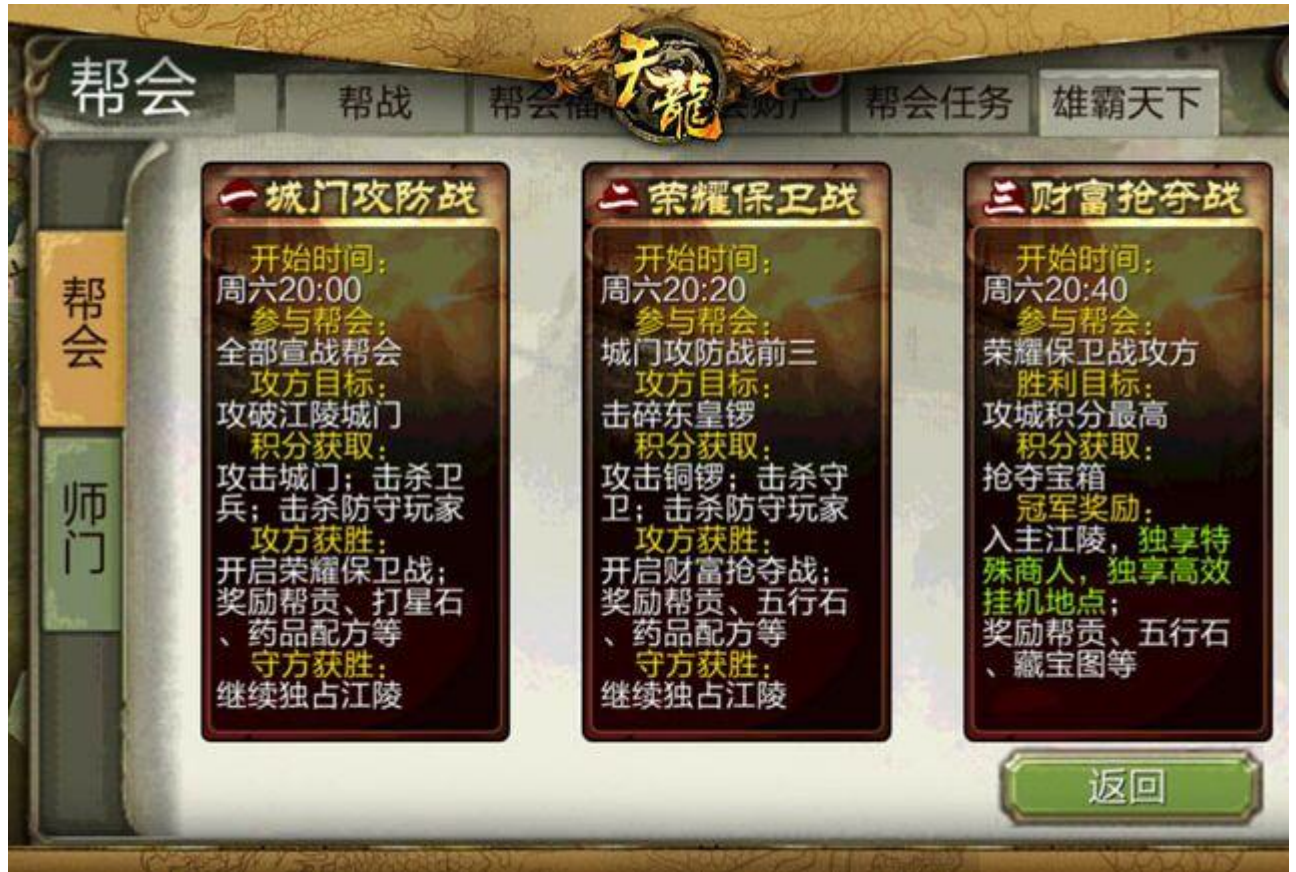 帮会
帮战
帮会福
天龍
财产
帮会任务
雄霸天下
帮会
师门
一 城门攻防战
开始时间：
周六20:00
参与帮会：
全部宣战帮会
攻方目标：
攻破江陵城门
积分获取：
攻击城门；击杀卫
兵；击杀防守玩家
攻方获胜：
开启荣耀保卫战；
奖励帮贡、打星石
、药品配方等
守方获胜：
继续独占江陵
二 荣耀保卫战
开始时间：
周六20:20
参与帮会：
城门攻防战前三
攻方目标：
击碎东皇锣
积分获取：
攻击铜锣；击杀守
卫；击杀防守玩家
攻方获胜：
开启财富抢夺战；
奖励帮贡、五行石
、药品配方等
守方获胜：
继续独占江陵
三 财富抢夺战
开始时间：
周六20:40
参与帮会：
荣耀保卫战攻方
胜利目标：
攻城积分最高
积分获取：
抢夺宝箱
冠军奖励：
入主江陵，独享特
殊商人，独享高效
挂机地点；
奖励帮贡、五行石
、藏宝图等
返回